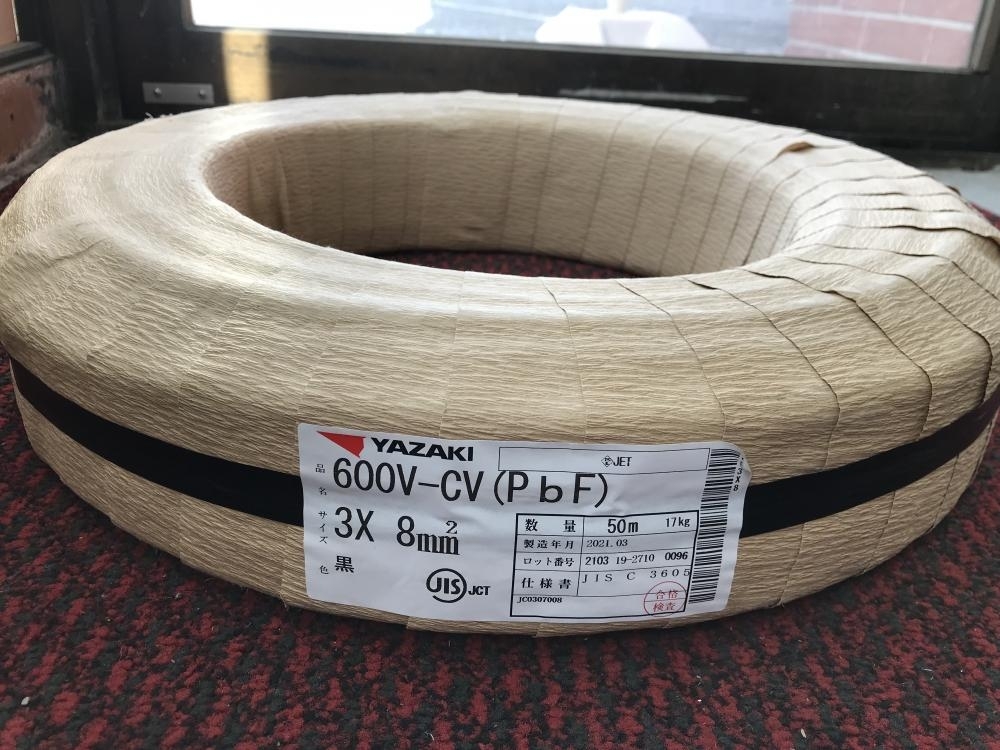 YAZAKI
JET
品名 600V-CV(PbF)
サイズ 3X 8mm²
色 黒
JIS JCT
数量 50m 17kg
製造年月 2021.03
ロット番号 2103 19-2710 0096
仕様書 JIS C 3605
JC0307008
合格
検査